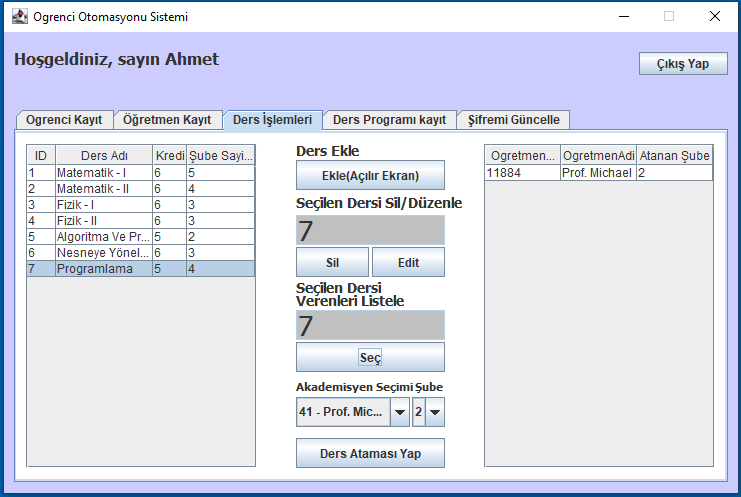 Ogrenci Otomasyonu Sistemi
Hoşgeldiniz, sayın Ahmet
Çıkış Yap
Ogrenci Kayıt Öğretmen Kayıt Ders İşlemleri Ders Programı kayıt Şifremi Güncelle
ID Ders Adı Kredi Şube Sayi...
1 Matematik - I 6 5
2 Matematik - II 6 4
3 Fizik - I 6 3
4 Fizik - II 6 3
5 Algoritma Ve Pr... 5 2
6 Nesneye Yönel... 6 3
7 Programlama 5 4
Ders Ekle
Ekle(Açılır Ekran)
Seçilen Dersi Sil/Düzenle
7
Sil Edit
Seçilen Dersi
Verenleri Listele
7
Seç
Akademisyen Seçimi Şube
41 - Prof. Mic... 2
Ders Ataması Yap
Ogretmen... OgretmenAdi Atanan Şube
11884 Prof. Michael 2